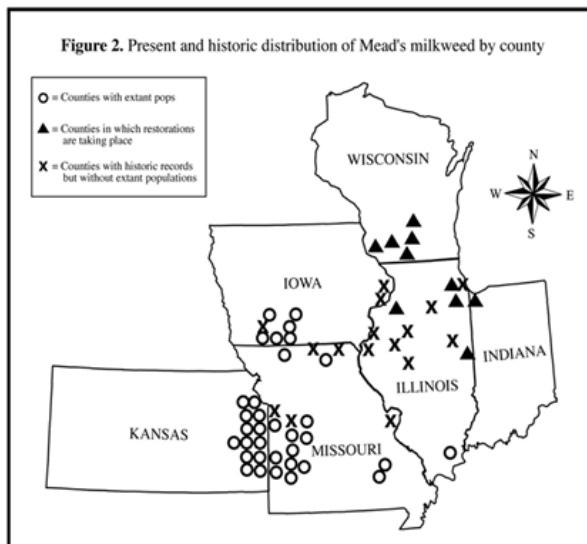 Figure 2. Present and historic distribution of Mead's milkweed by county
O = Counties with extant pops
▲ = Counties in which restorations
are taking place
X = Counties with historic records
but without extant populations
WISCONSIN
N
W E
S
IOWA
INDIANA
ILLINOIS
KANSAS
MISSOURI